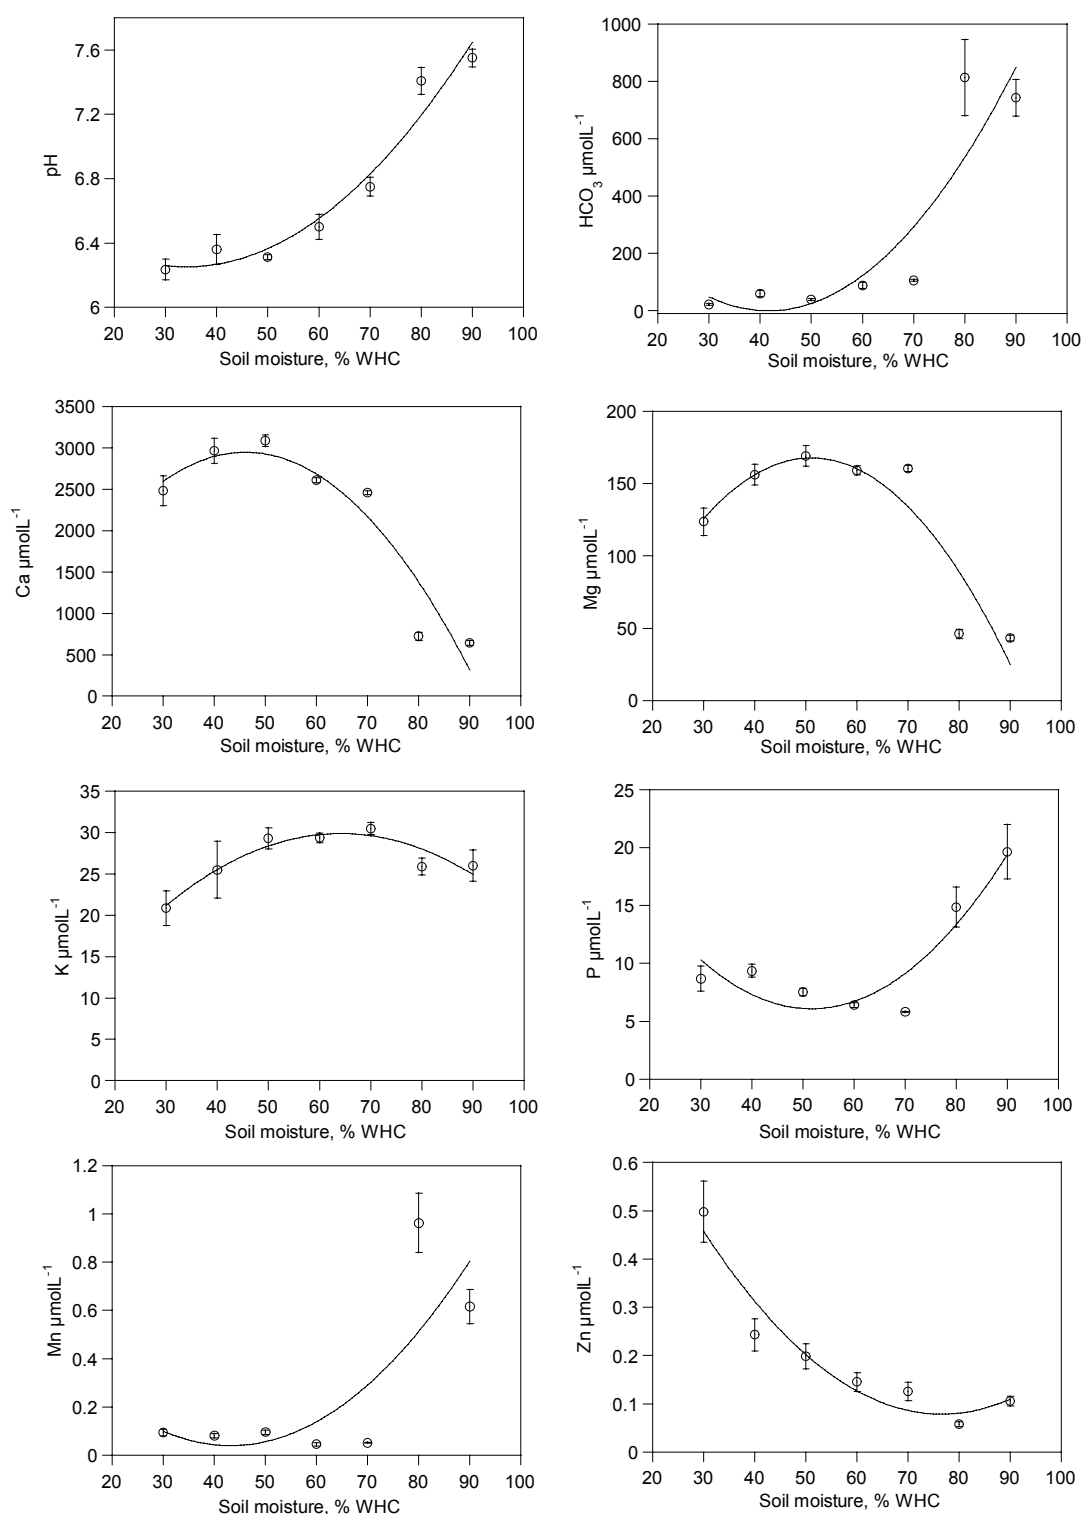 7.6
7.2
6.8
6.4
6
pH
20 30 40 50 60 70 80 90 100
Soil moisture, % WHC
1000
800
600
400
200
0
HCO₃ µmolL⁻¹
20 30 40 50 60 70 80 90 100
Soil moisture, % WHC
3500
3000
2500
2000
1500
1000
500
0
Ca µmolL⁻¹
20 30 40 50 60 70 80 90 100
Soil moisture, % WHC
200
150
100
50
0
Mg µmolL⁻¹
20 30 40 50 60 70 80 90 100
Soil moisture, % WHC
35
30
25
20
15
10
5
0
K µmolL⁻¹
20 30 40 50 60 70 80 90 100
Soil moisture, % WHC
25
20
15
10
5
0
P µmolL⁻¹
20 30 40 50 60 70 80 90 100
Soil moisture, % WHC
1.2
1
0.8
0.6
0.4
0.2
0
Mn µmolL⁻¹
20 30 40 50 60 70 80 90 100
Soil moisture, % WHC
0.6
0.5
0.4
0.3
0.2
0.1
0
Zn µmolL⁻¹
20 30 40 50 60 70 80 90 100
Soil moisture, % WHC